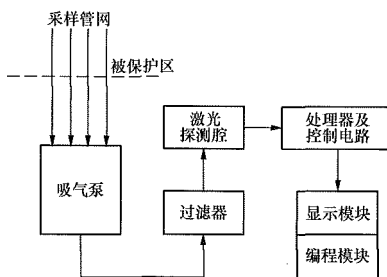 采样管网
被保护区
吸气泵
过滤器
激光
探测腔
处理器及
控制电路
显示模块
编程模块